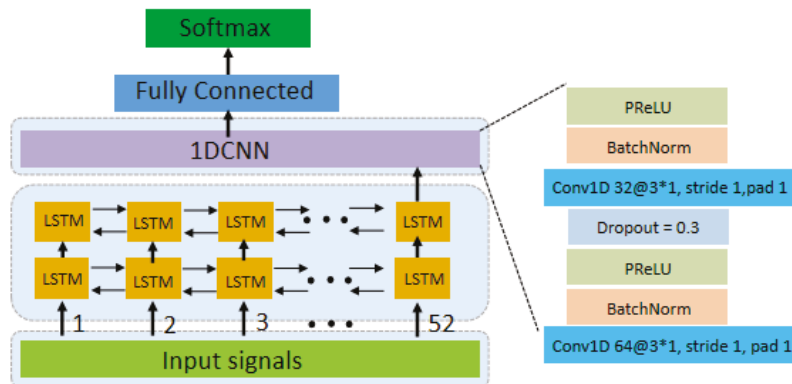 Softmax
Fully Connected
1DCNN
LSTM LSTM LSTM LSTM
LSTM LSTM LSTM LSTM
1 2 3 52
Input signals
PReLU
BatchNorm
Conv1D 32@3*1, stride 1,pad 1
Dropout = 0.3
PReLU
BatchNorm
Conv1D 64@3*1, stride 1, pad 1